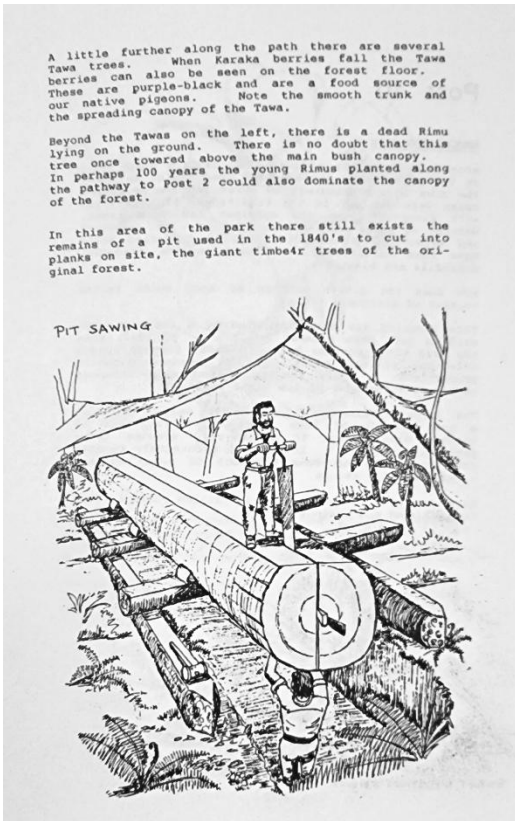 A little further along the path there are several
Tawa trees. When Karaka berries fall the Tawa
berries can also be seen on the forest floor.
These are purple-black and are a food source of
our native pigeons. Note the smooth trunk and
the spreading canopy of the Tawa.
Beyond the Tawas on the left, there is a dead Rimu
lying on the ground. There is no doubt that this
tree once towered above the main bush canopy.
In perhaps 100 years the young Rimus planted along
the pathway to Post 2 could also dominate the canopy
of the forest.
In this area of the park there still exists the
remains of a pit used in the 1840's to cut into
planks on site, the giant timbe4r trees of the ori-
ginal forest.
PIT SAWING